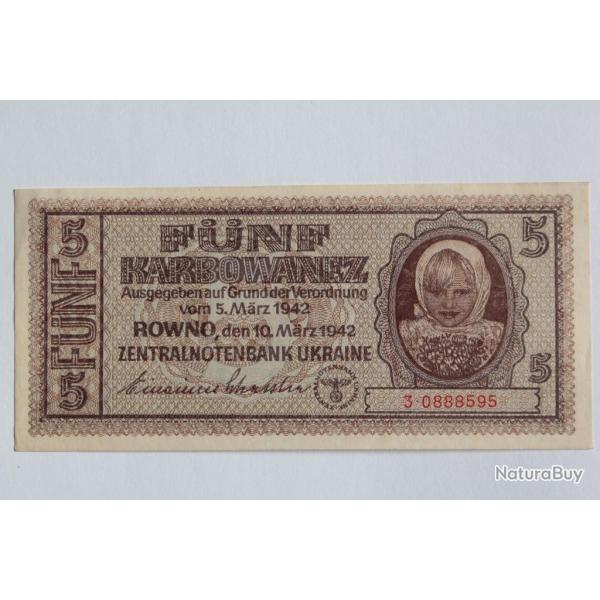 5 FÜNF 5
FÜNF
KARBOWANEZ
Ausgegeben auf Grund der Verordnung
vom 5. März 1942
ROWNO, den 10. März 1942
ZENTRALNOTENBANK UKRAINE
5
5
3·0888595
NaturaBuy